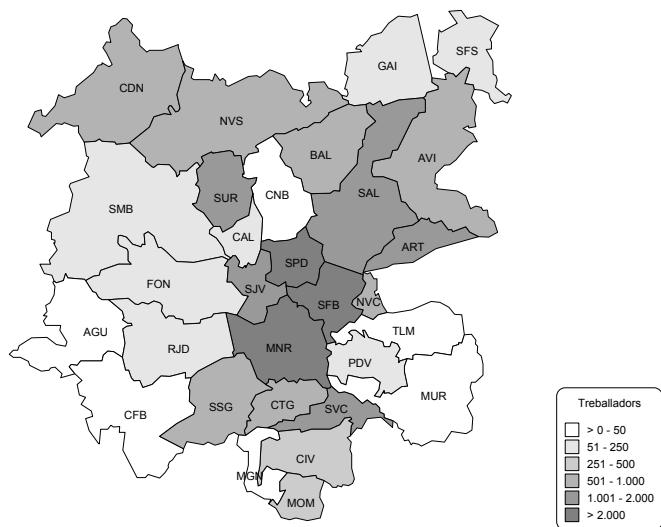 SFS
GAI
CDN
NVS
BAL
AVI
SUR
CNB
SAL
SMB
CAL
ART
SPD
FON
SJV
SFB
NVC
AGU
TLM
RJD
MNR
PDV
MUR
CFB
SSG
CTG
SVC
CIV
MGN
MOM
Treballadors
> 0 - 50
51 - 250
251 - 500
501 - 1.000
1.001 - 2.000
> 2.000